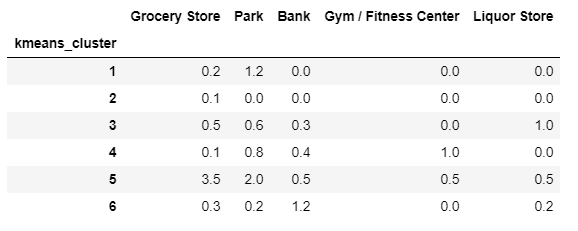 Grocery Store Park Bank Gym / Fitness Center Liquor Store
kmeans_cluster
1 0.2 1.2 0.0 0.0 0.0
2 0.1 0.0 0.0 0.0 0.0
3 0.5 0.6 0.3 0.0 1.0
4 0.1 0.8 0.4 1.0 0.0
5 3.5 2.0 0.5 0.5 0.5
6 0.3 0.2 1.2 0.0 0.2